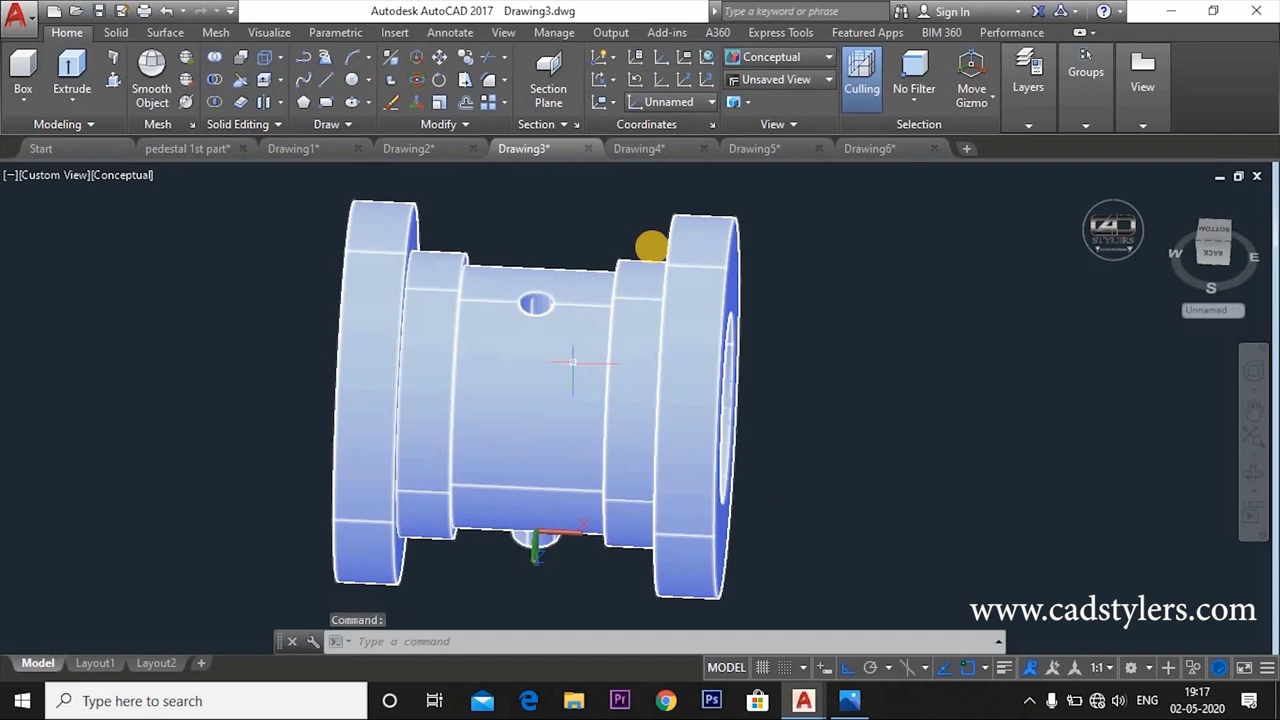 Autodesk AutoCAD 2017 Drawing3.dwg
Type a keyword or phrase
Sign In
Home Solid Surface Mesh Visualize Parametric Insert Annotate View Manage Output Add-ins A360 Express Tools Featured Apps BIM 360 Performance
Conceptual
Unsaved View
Unnamed
Box
Extrude
Smooth
Object
Section
Plane
Culling
No Filter
Move
Gizmo
Layers
Groups
View
Modeling Mesh Solid Editing Draw Modify Section Coordinates View Selection
Start pedestal 1st part* Drawing1* Drawing2* Drawing3* Drawing4* Drawing5* Drawing6*
[−][Custom View][Conceptual]
STYLERS
BOTTOM
BACK
W E
S
Unnamed
X
www.cadstylers.com
Command:
Type a command
Model Layout1 Layout2
MODEL
1:1
Type here to search
Pr
Ps
A
ENG
19:17
02-05-2020